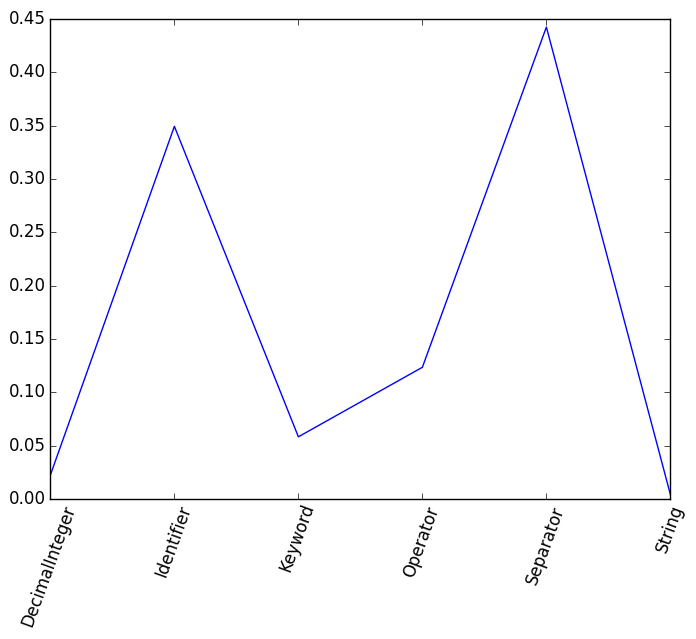 0.45
0.40
0.35
0.30
0.25
0.20
0.15
0.10
0.05
0.00
DecimalInteger
Identifier
Keyword
Operator
Separator
String